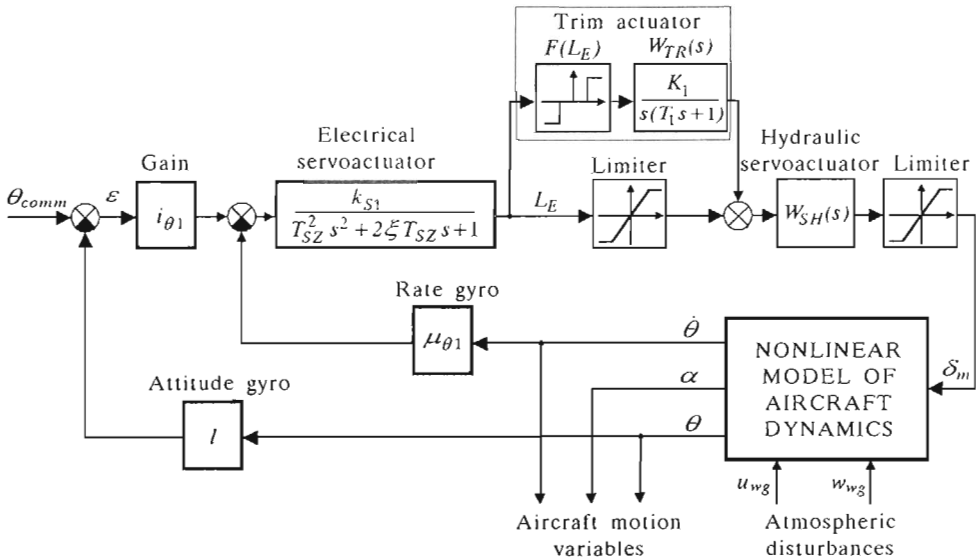 Trim actuator
F(L_E) W_TR(s)
K_1
s(T_1 s+1)
Electrical
servoactuator
Hydraulic
servoactuator
Gain
Limiter
Limiter
θ_comm
ε
i_θ1
k_S1
T_SZ^2 s^2 + 2ξ T_SZ s + 1
L_E
W_SH(s)
Rate gyro
μ_θ1
θ̇
NONLINEAR
MODEL OF
AIRCRAFT
DYNAMICS
δ_m
α
Attitude gyro
l
θ
u_wg
w_wg
Aircraft motion
variables
Atmospheric
disturbances